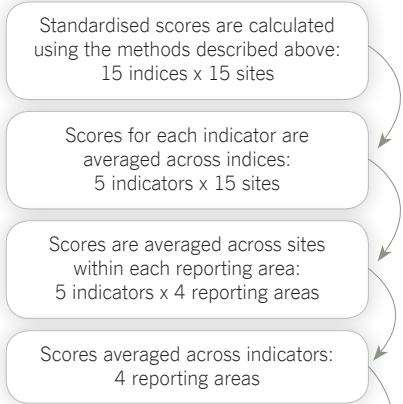 Standardised scores are calculated
using the methods described above:
15 indices x 15 sites
Scores for each indicator are
averaged across indices:
5 indicators x 15 sites
Scores are averaged across sites
within each reporting area:
5 indicators x 4 reporting areas
Scores averaged across indicators:
4 reporting areas